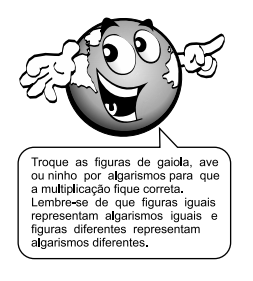 Troque as figuras de gaiola, ave
ou ninho por algarismos para que
a multiplicação fique correta.
Lembre-se de que figuras iguais
representam algarismos iguais e
figuras diferentes representam
algarismos diferentes.